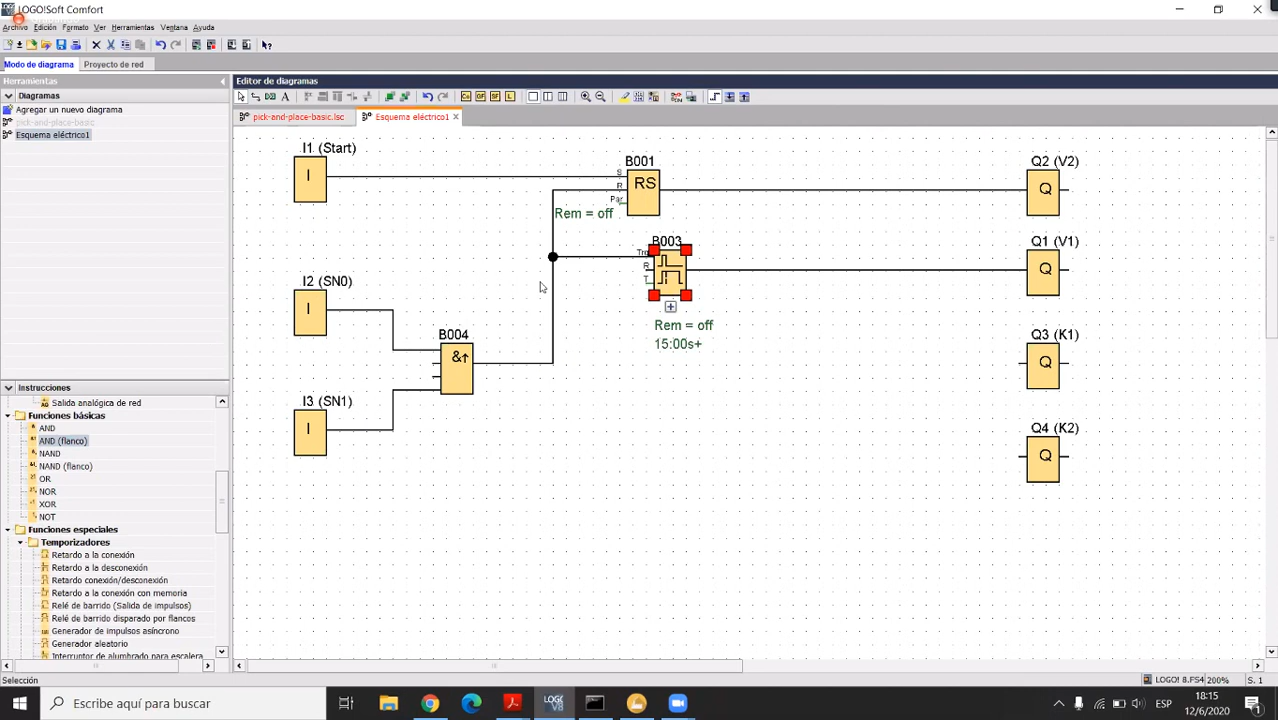 LOGO!Soft Comfort
Archivo Edición Formato Ver Herramientas Ventana Ayuda
Modo de diagrama Proyecto de red
Herramientas
Diagramas
Agregar un nuevo diagrama
pick-and-place-basic
Esquema eléctrico1
Instrucciones
Salida analógica de red
Funciones básicas
AND
AND (flanco)
NAND
NAND (flanco)
OR
NOR
XOR
NOT
Funciones especiales
Temporizadores
Retardo a la conexión
Retardo a la desconexión
Retardo conexión/desconexión
Retardo a la conexión con memoria
Relé de barrido (Salida de impulsos)
Relé de barrido disparado por flancos
Generador de impulsos asíncrono
Generador aleatorio
Interruptor de alumbrado para escalera
Editor de diagramas
Co GF SF L
pick-and-place-basic.lsc Esquema eléctrico1
I1 (Start)
I
B001
S
R
Par
RS
Rem = off
Q2 (V2)
Q
B003
Trg
R
T
Rem = off
15:00s+
Q1 (V1)
Q
I2 (SN0)
I
B004
&↑
Q3 (K1)
Q
I3 (SN1)
I
Q4 (K2)
Q
Selección
LOGO! 8.FS4 200% S. 1
Escribe aquí para buscar
ESP
18:15
12/6/2020